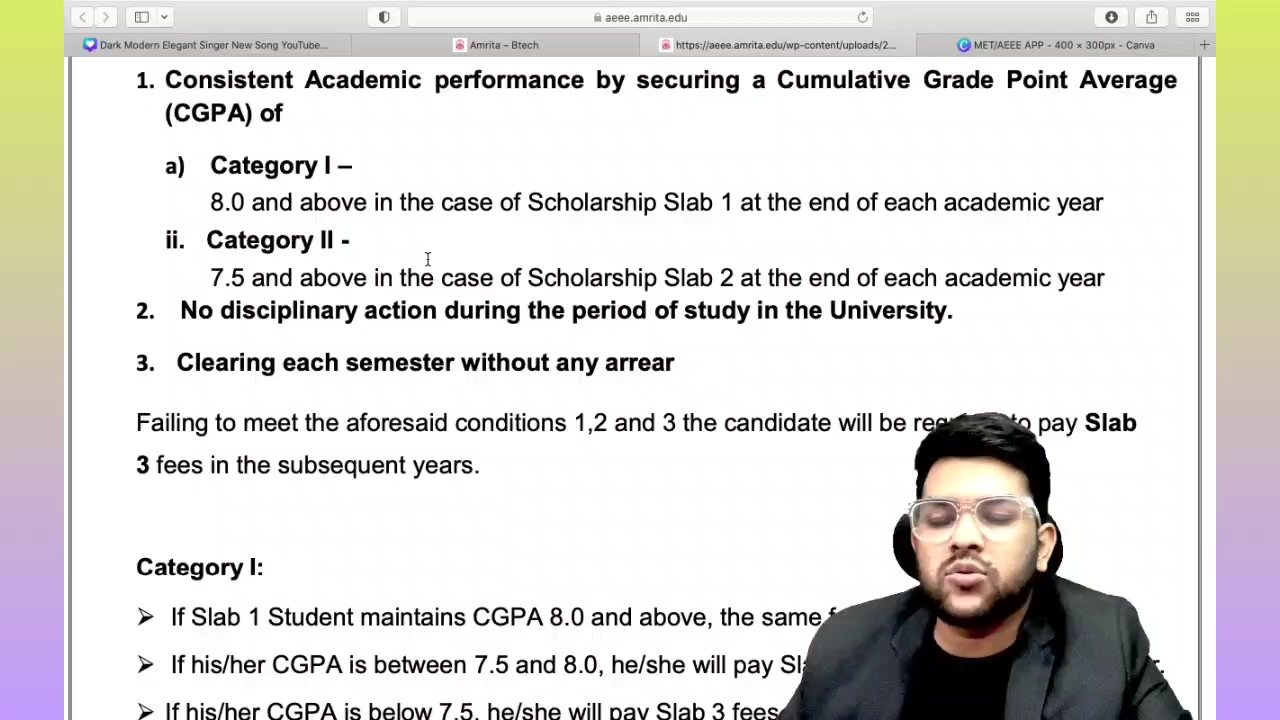 aeee.amrita.edu
Dark Modern Elegant Singer New Song YouTube...
Amrita – Btech
https://aeee.amrita.edu/wp-content/uploads/2...
MET/AEEE APP - 400 × 300px - Canva
1. Consistent Academic performance by securing a Cumulative Grade Point Average
(CGPA) of
a) Category I –
8.0 and above in the case of Scholarship Slab 1 at the end of each academic year
ii. Category II -
7.5 and above in the case of Scholarship Slab 2 at the end of each academic year
2. No disciplinary action during the period of study in the University.
3. Clearing each semester without any arrear
Failing to meet the aforesaid conditions 1,2 and 3 the candidate will be to pay Slab
3 fees in the subsequent years.
Category I:
➢ If Slab 1 Student maintains CGPA 8.0 and above, the same
➢ If his/her CGPA is between 7.5 and 8.0, he/she will pay
➢ If his/her CGPA is below 7.5, he/she will pay Slab 3 fees